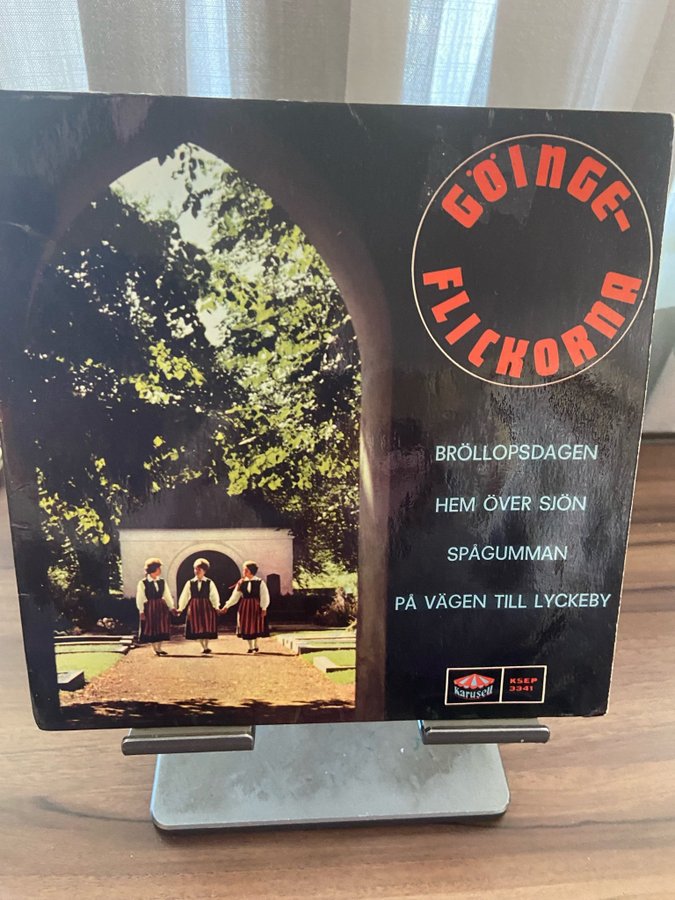 GÖINGE-
FLICKORNA
BRÖLLOPSDAGEN
HEM ÖVER SJÖN
SPÅGUMMAN
PÅ VÄGEN TILL LYCKEBY
Karusell
KSEP
3341